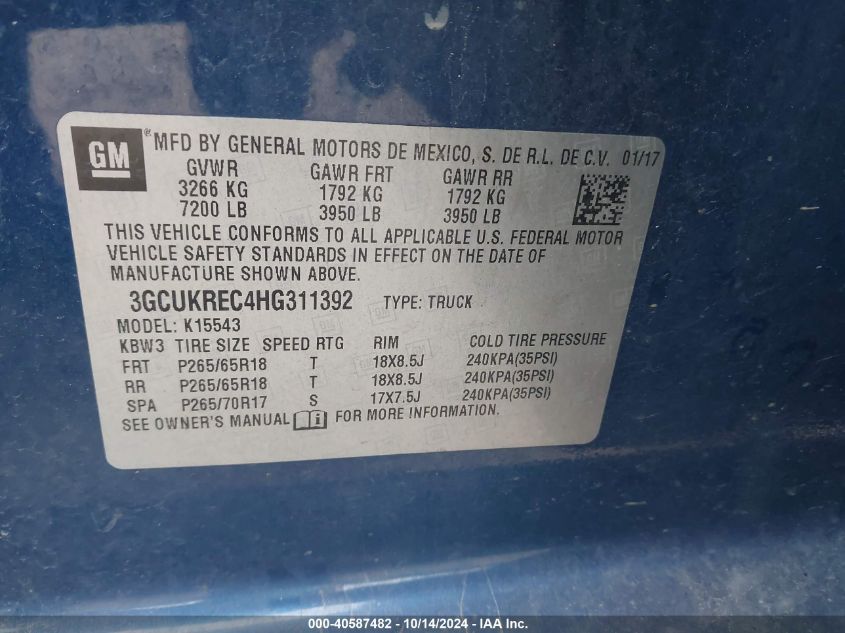 GM ® MFD BY GENERAL MOTORS DE MEXICO, S. DE R.L. DE C.V. 01/17
GVWR GAWR FRT GAWR RR
3266 KG 1792 KG 1792 KG
7200 LB 3950 LB 3950 LB
THIS VEHICLE CONFORMS TO ALL APPLICABLE U.S. FEDERAL MOTOR
VEHICLE SAFETY STANDARDS IN EFFECT ON THE DATE OF
MANUFACTURE SHOWN ABOVE.
3GCUKREC4HG311392 TYPE: TRUCK
MODEL: K15543
KBW3 TIRE SIZE SPEED RTG RIM COLD TIRE PRESSURE
FRT P265/65R18 T 18X8.5J 240KPA(35PSI)
RR P265/65R18 T 18X8.5J 240KPA(35PSI)
SPA P265/70R17 S 17X7.5J 240KPA(35PSI)
SEE OWNER'S MANUAL FOR MORE INFORMATION.
000-40587482 - 10/14/2024 - IAA Inc.